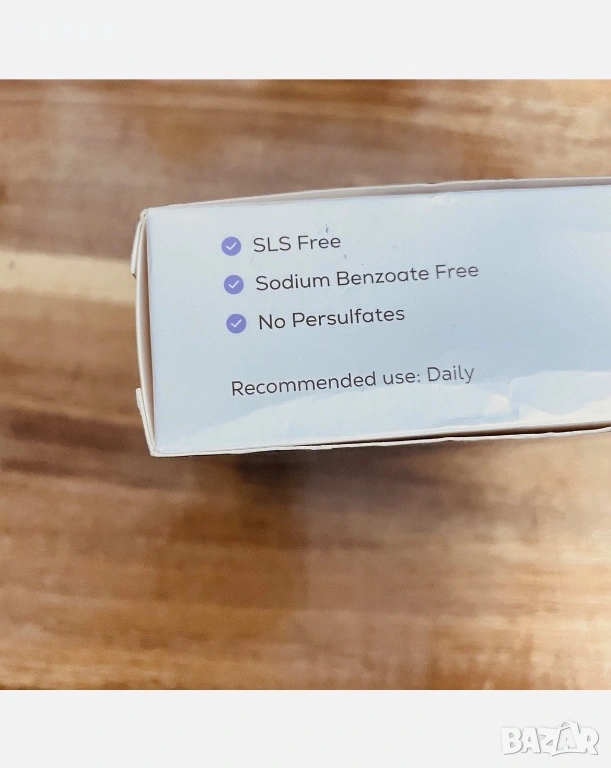 SLS Free
Sodium Benzoate Free
No Persulfates
Recommended use: Daily
BAZAR